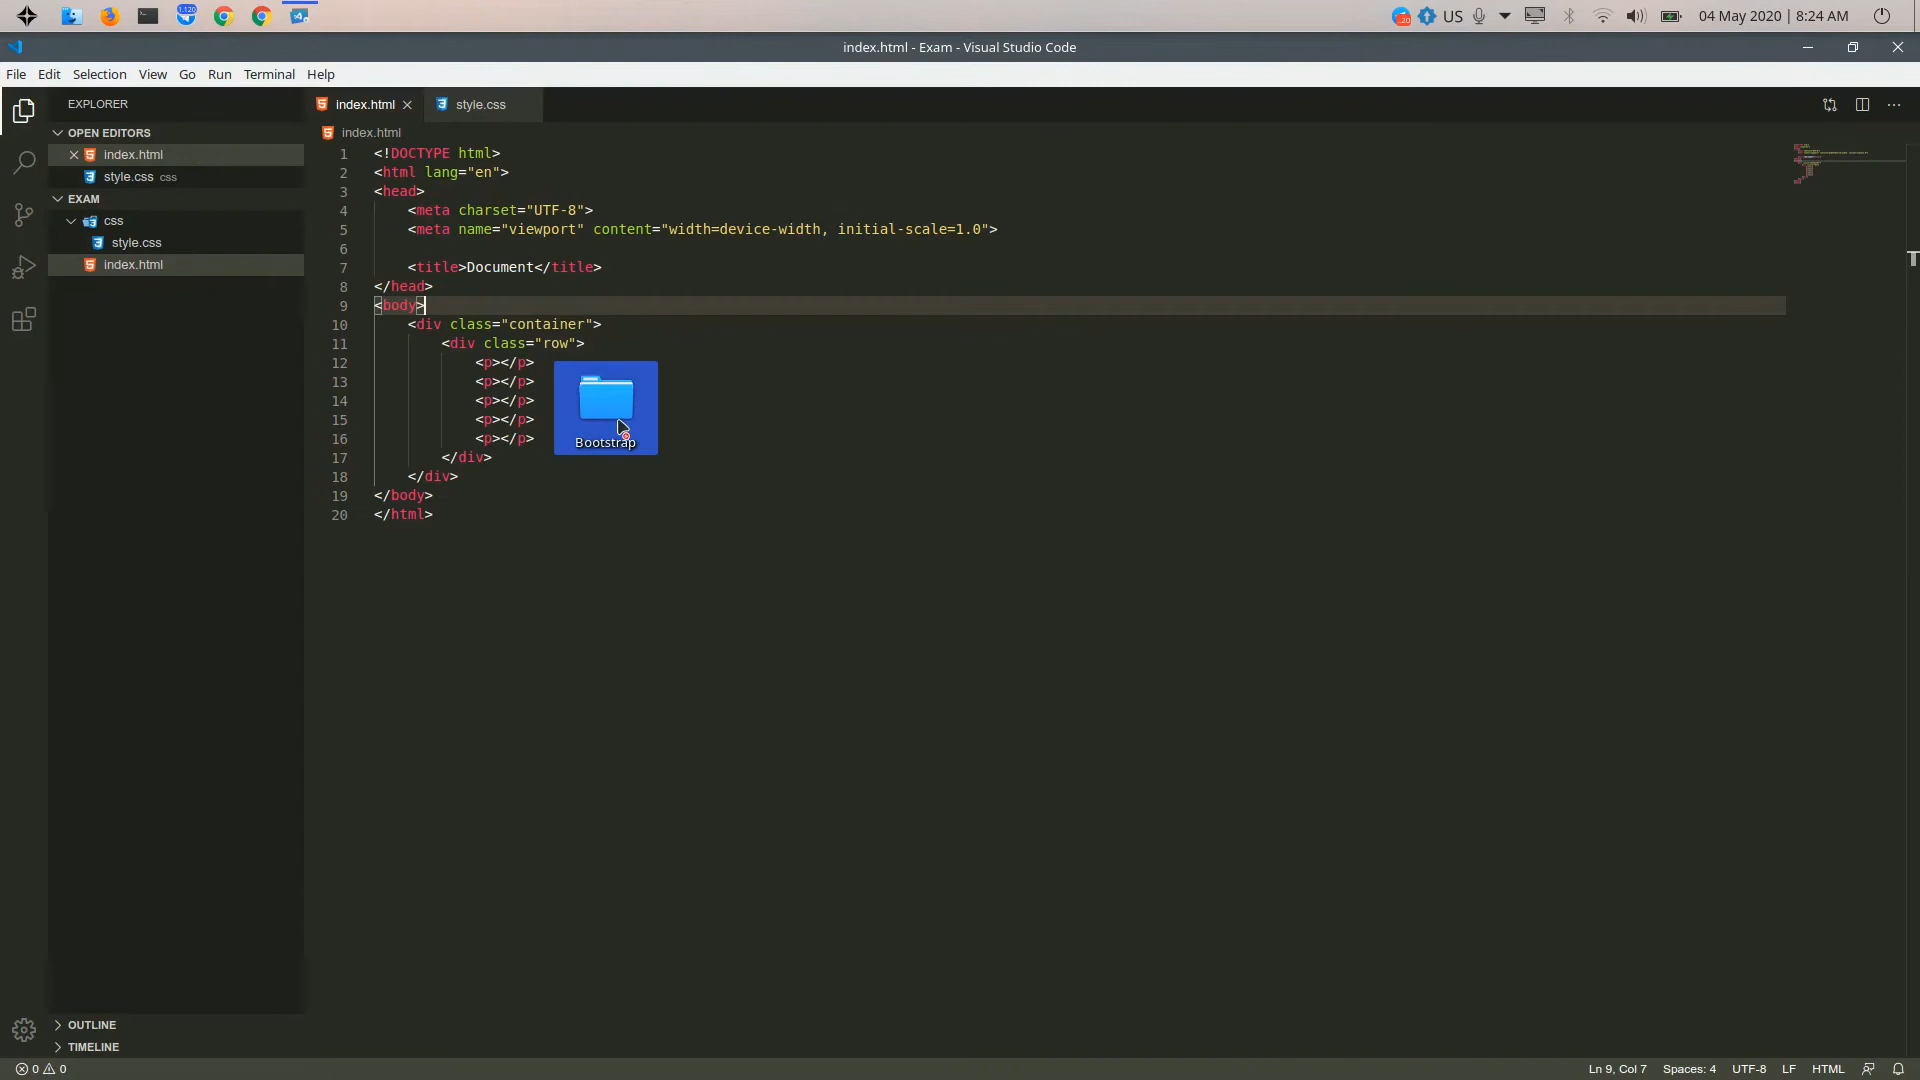 1.120
20
US
04 May 2020 | 8:24 AM
index.html - Exam - Visual Studio Code
File Edit Selection View Go Run Terminal Help
EXPLORER
index.html
style.css
OPEN EDITORS
index.html
index.html
style.css css
EXAM
css
style.css
index.html
1 <!DOCTYPE html>
2 <html lang="en">
3 <head>
4 <meta charset="UTF-8">
5 <meta name="viewport" content="width=device-width, initial-scale=1.0">
6
7 <title>Document</title>
8 </head>
9 <body>
10 <div class="container">
11 <div class="row">
12 <p></p>
13 <p></p>
14 <p></p>
15 <p></p>
16 <p></p>
Bootstrap
17 </div>
18 </div>
19 </body>
20 </html>
OUTLINE
TIMELINE
0 0
Ln 9, Col 7 Spaces: 4 UTF-8 LF HTML